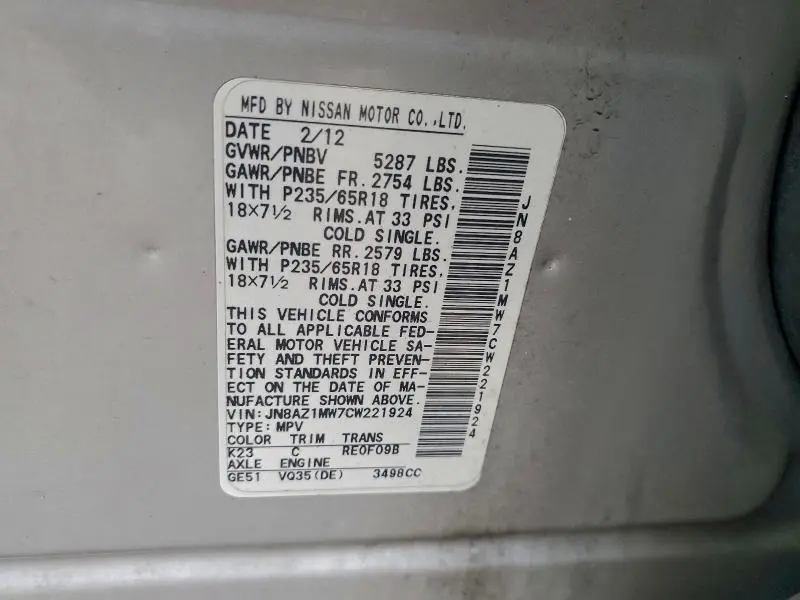 MFD BY NISSAN MOTOR CO.,LTD.
DATE 2/12
GVWR/PNBV 5287 LBS.
GAWR/PNBE FR. 2754 LBS.
WITH P235/65R18 TIRES,
18X7½ RIMS.AT 33 PSI
COLD SINGLE.
GAWR/PNBE RR. 2579 LBS.
WITH P235/65R18 TIRES,
18X7½ RIMS.AT 33 PSI
COLD SINGLE.
THIS VEHICLE CONFORMS
TO ALL APPLICABLE FED-
ERAL MOTOR VEHICLE SA-
FETY AND THEFT PREVEN-
TION STANDARDS IN EFF-
ECT ON THE DATE OF MA-
NUFACTURE SHOWN ABOVE.
VIN:JN8AZ1MW7CW221924
TYPE:MPV
COLOR TRIM TRANS
K23 C RE0F09B
AXLE ENGINE
GE51 VQ35(DE) 3498CC
JN8AZ1MW7CW221924